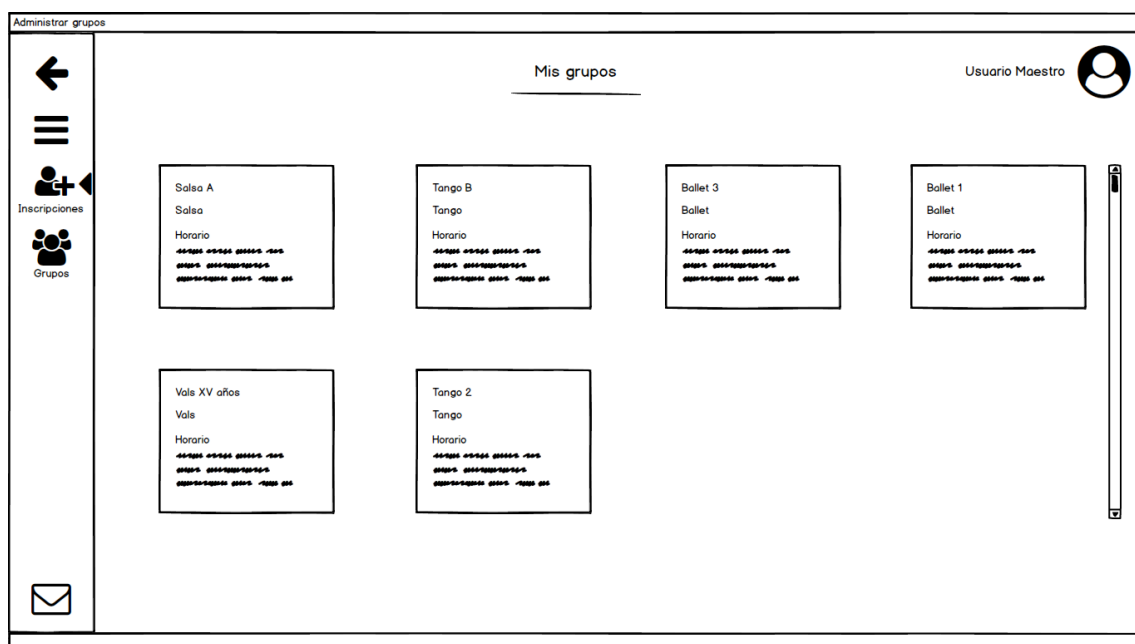 Administrar grupos
Mis grupos
Usuario Maestro
Inscripciones
Grupos
Salsa A
Salsa
Horario
Tango B
Tango
Horario
Ballet 3
Ballet
Horario
Ballet 1
Ballet
Horario
Vals XV años
Vals
Horario
Tango 2
Tango
Horario